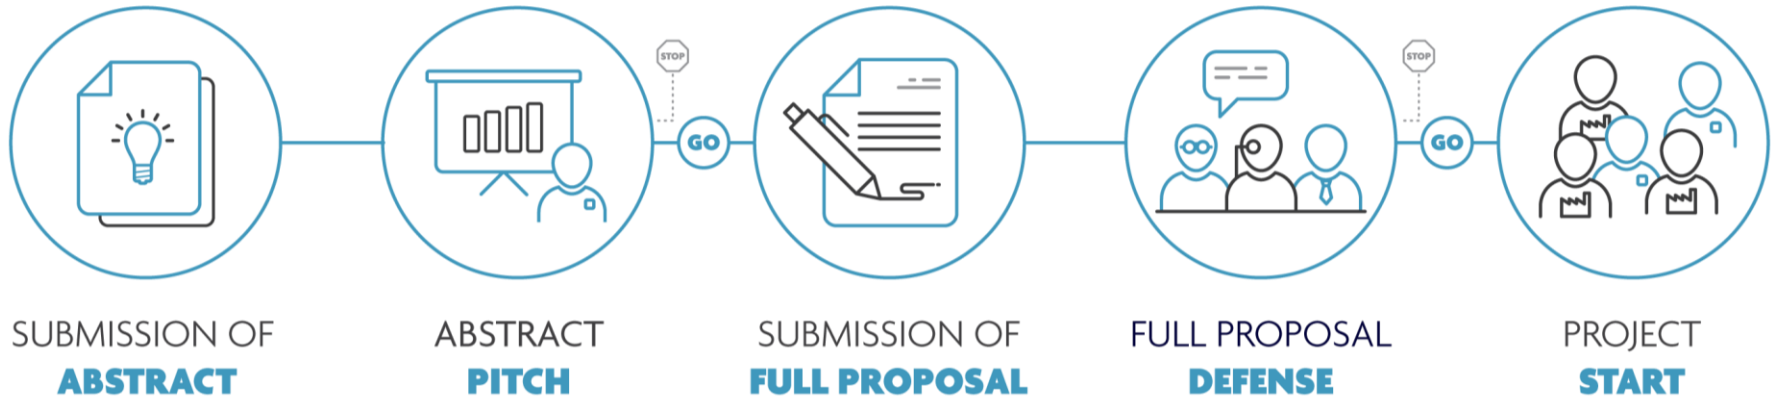 STOP
GO
STOP
GO
SUBMISSION OF
ABSTRACT
ABSTRACT
PITCH
SUBMISSION OF
FULL PROPOSAL
FULL PROPOSAL
DEFENSE
PROJECT
START